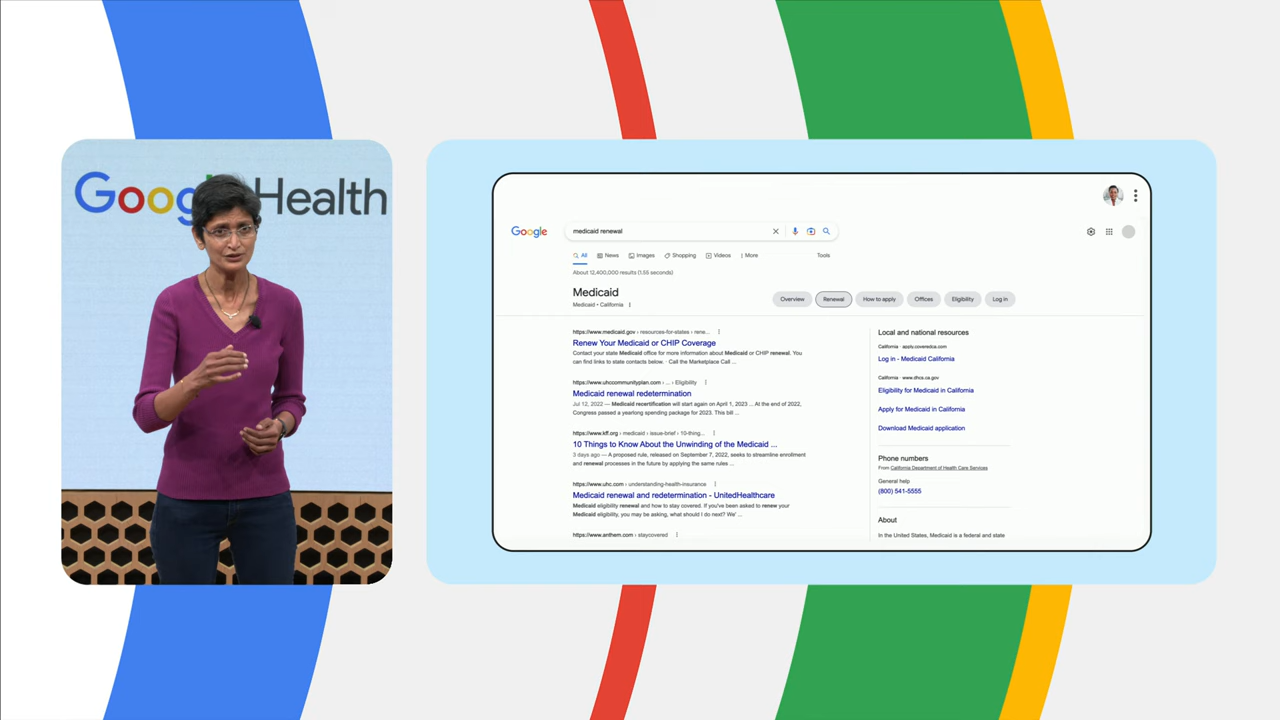 Goog Health
Google
medicaid renewal
All
News
Images
Shopping
Videos
More
Tools
About 12,400,000 results (1.55 seconds)
Medicaid
Medicaid • California
Overview
Renewal
How to apply
Offices
Eligibility
Log in
https://www.medicaid.gov › resources-for-states › rene...
Renew Your Medicaid or CHIP Coverage
Contact your state Medicaid office for more information about Medicaid or CHIP renewal. You
can find links to state contacts below. · Call the Marketplace Call ...
https://www.uhccommunityplan.com › ... › Eligibility
Medicaid renewal redetermination
Jul 12, 2022 — Medicaid recertification will start again on April 1, 2023 ... At the end of 2022,
Congress passed a yearlong spending package for 2023. This bill ...
https://www.kff.org › medicaid › issue-brief › 10-thing...
10 Things to Know About the Unwinding of the Medicaid ...
3 days ago — A proposed rule, released on September 7, 2022, seeks to streamline enrollment
and renewal processes in the future by applying the same rules ...
https://www.uhc.com › understanding-health-insurance
Medicaid renewal and redetermination - UnitedHealthcare
Medicaid eligibility renewal and how to stay covered. If you've been asked to renew your
Medicaid eligibility, you may be asking, what should I do next? We' ...
https://www.anthem.com › staycovered
Local and national resources
California · apply.coveredca.com
Log in - Medicaid California
California · www.dhcs.ca.gov
Eligibility for Medicaid in California
Apply for Medicaid in California
Download Medicaid application
Phone numbers
From California Department of Health Care Services
General help
(800) 541-5555
About
In the United States, Medicaid is a federal and state